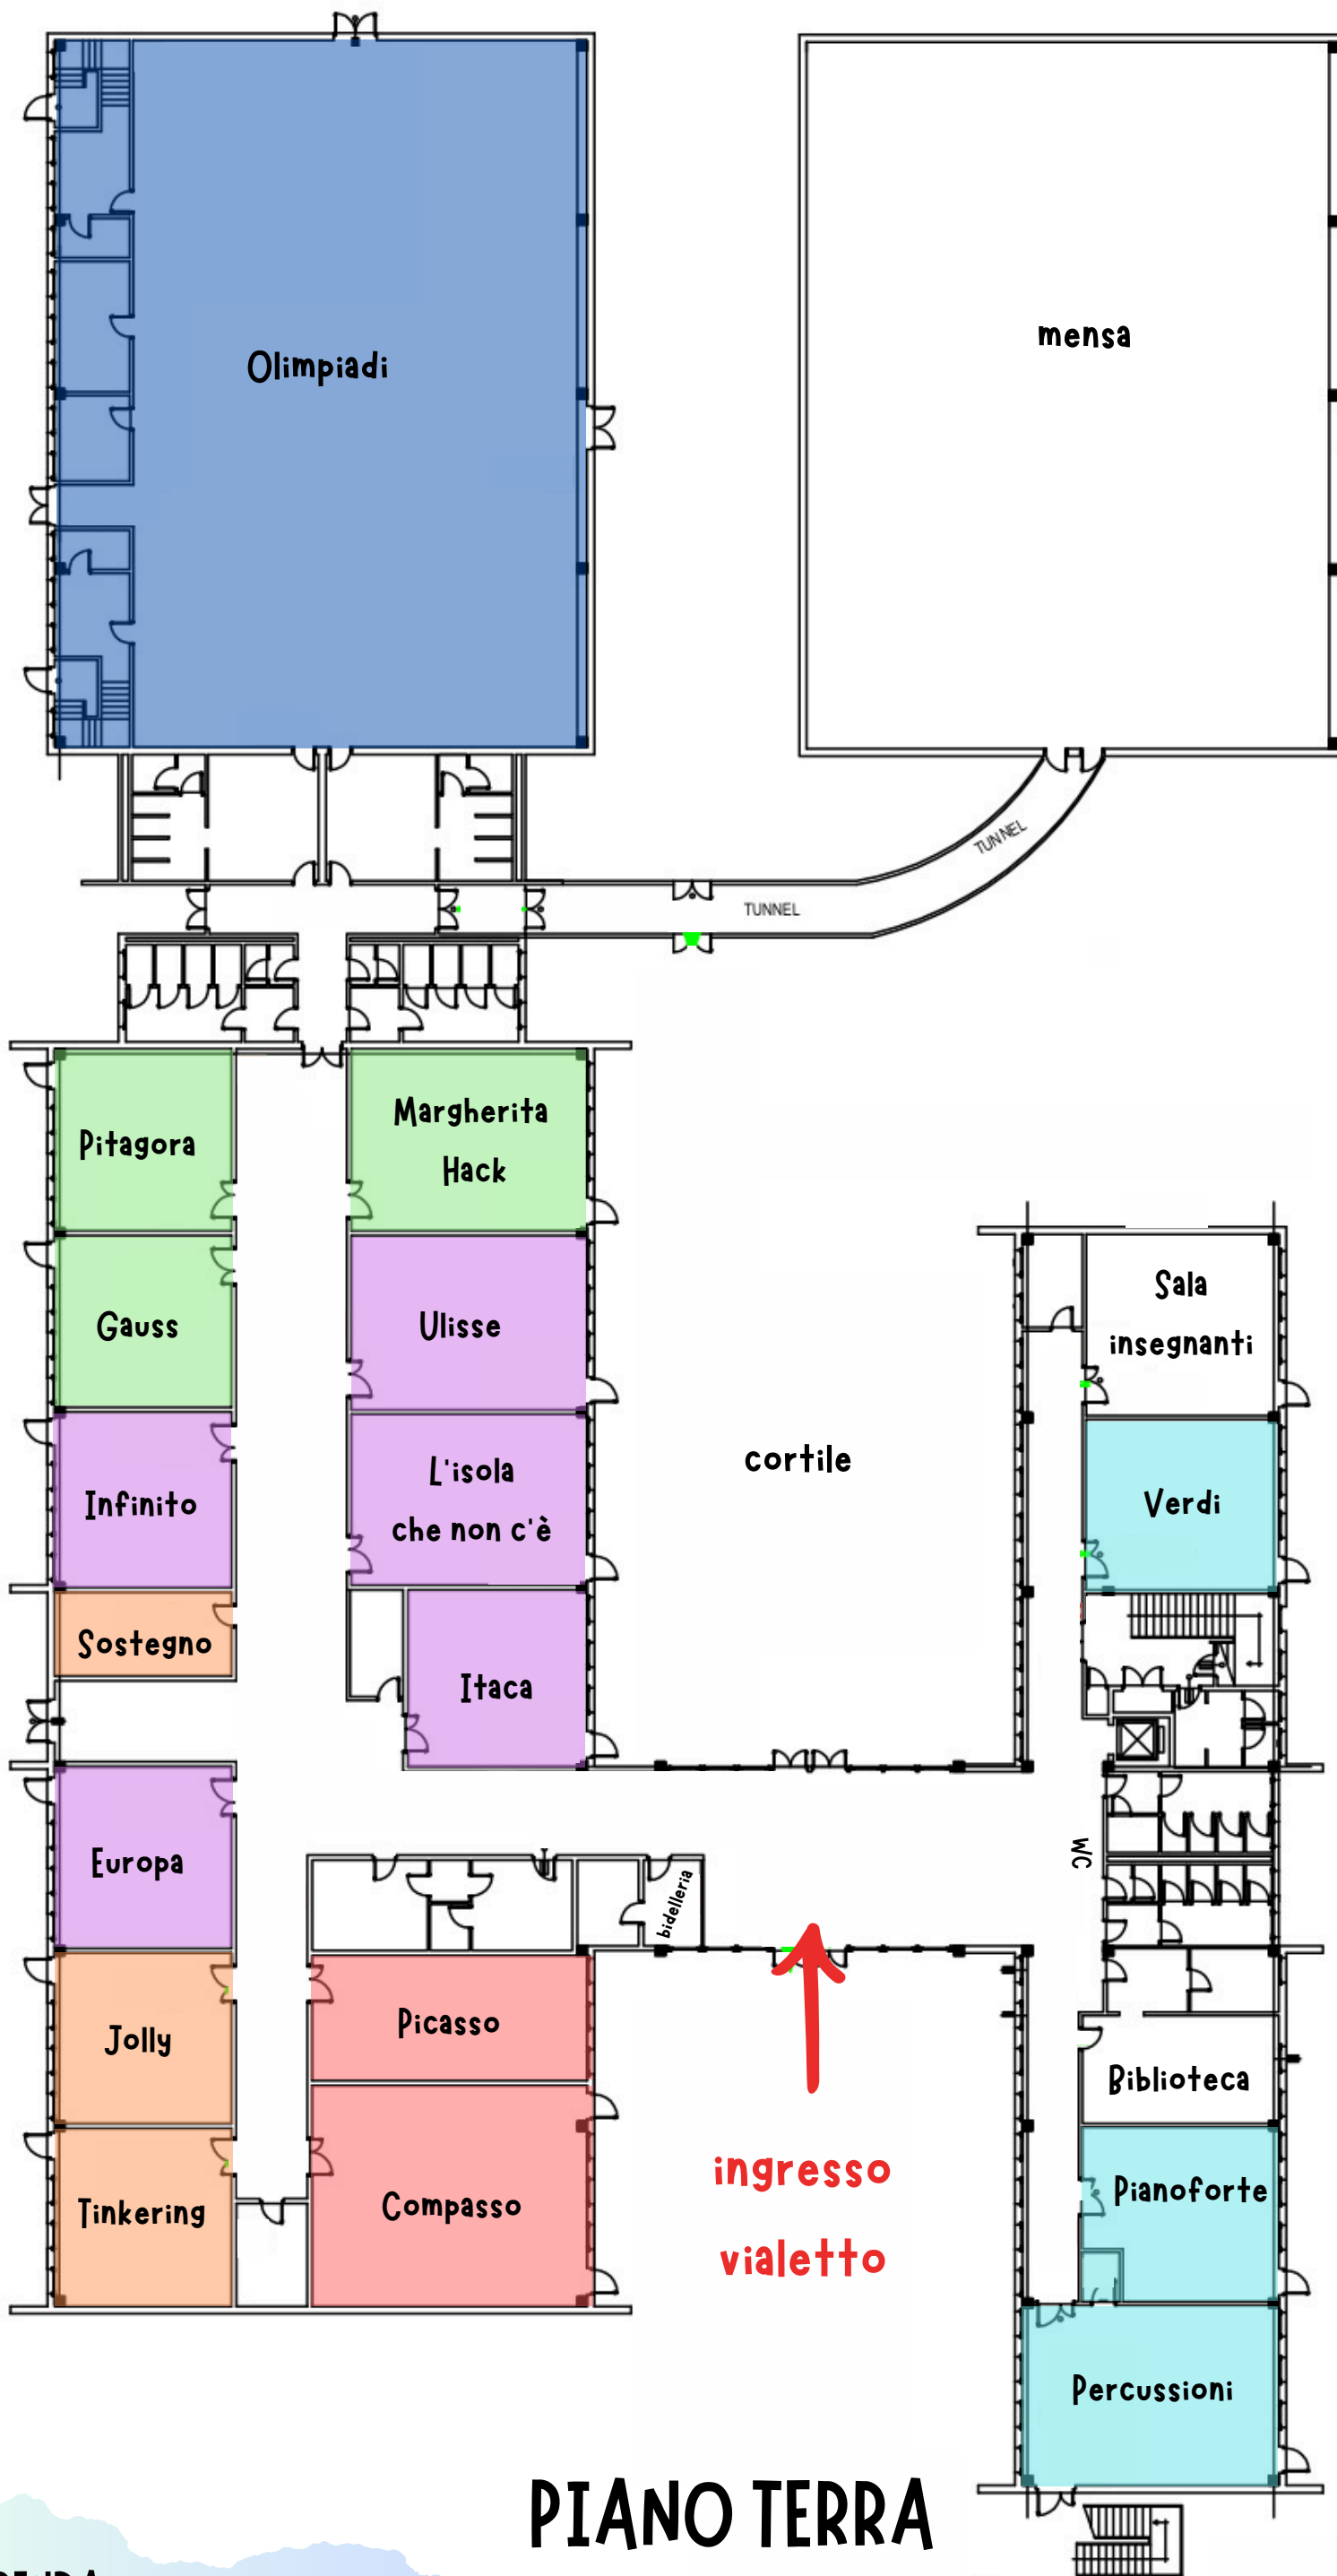 Olimpiadi
mensa
TUNNEL
TUNNEL
Pitagora
Margherita
Hack
Gauss
Ulisse
Sala
insegnanti
Infinito
L'isola
che non c'è
cortile
Verdi
Sostegno
Itaca
Europa
bidelleria
WC
Jolly
Picasso
Biblioteca
Tinkering
Compasso
ingresso
vialetto
Pianoforte
Percussioni
PIANO TERRA